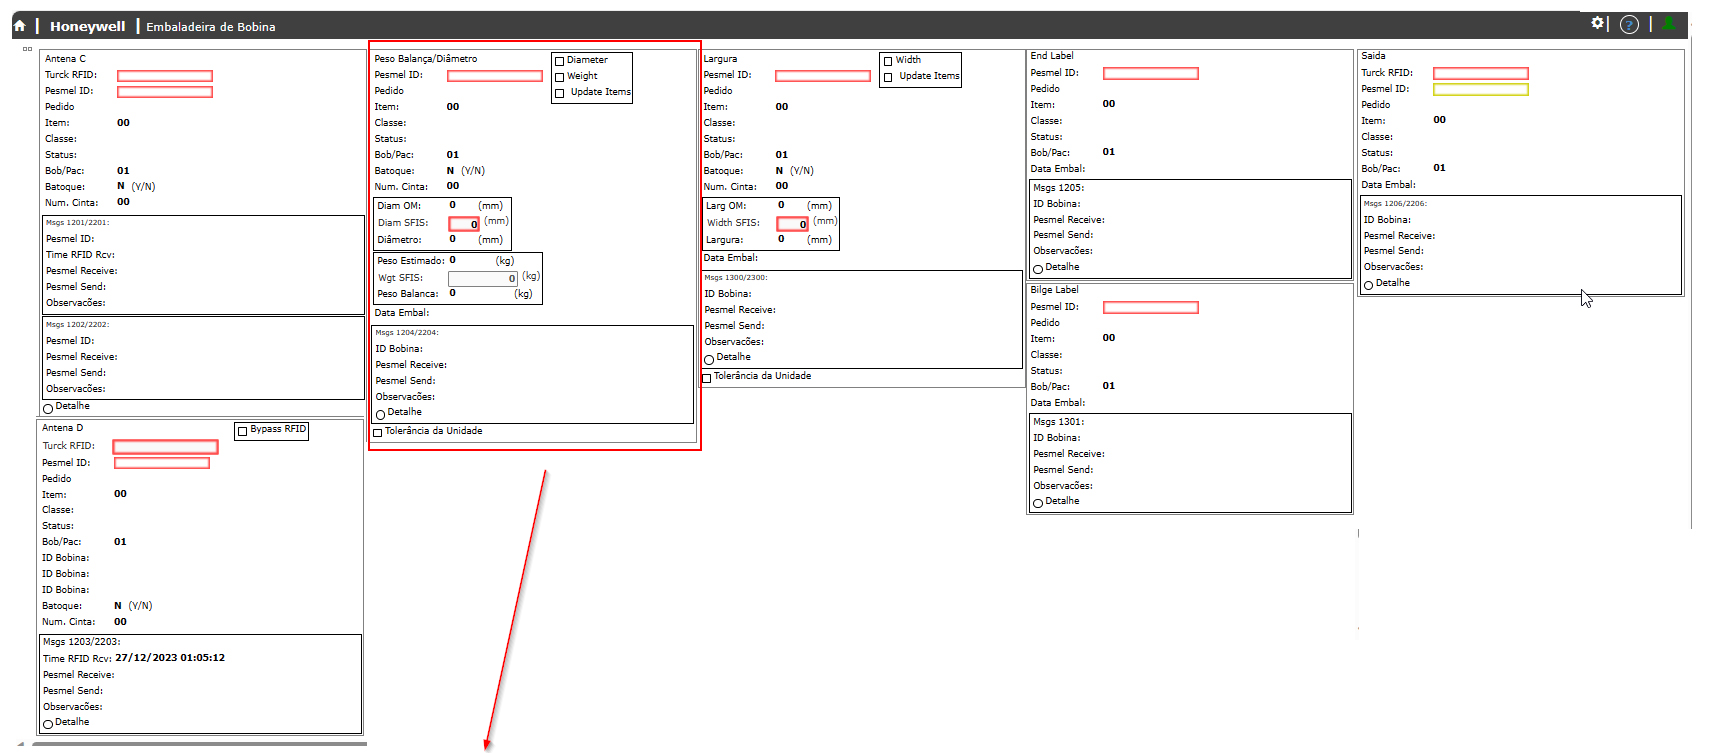 Honeywell | Embaladeira de Bobina
Antena C
Turck RFID:
Pesmel ID:
Pedido
Item: 00
Classe:
Status:
Bob/Pac: 01
Batoque: N (Y/N)
Num. Cinta: 00
Msgs 1201/2201:
Pesmel ID:
Time RFID Rcv:
Pesmel Receive:
Pesmel Send:
Observacões:
Msgs 1202/2202:
Pesmel ID:
Pesmel Receive:
Pesmel Send:
Observacões:
Detalhe
Antena D
Bypass RFID
Turck RFID:
Pesmel ID:
Pedido
Item: 00
Classe:
Status:
Bob/Pac: 01
ID Bobina:
ID Bobina:
ID Bobina:
Batoque: N (Y/N)
Num. Cinta: 00
Msgs 1203/2203:
Time RFID Rcv: 27/12/2023 01:05:12
Pesmel Receive:
Pesmel Send:
Observacões:
Detalhe
Peso Balança/Diâmetro
Diameter
Weight
Update Items
Pesmel ID:
Pedido
Item: 00
Classe:
Status:
Bob/Pac: 01
Batoque: N (Y/N)
Num. Cinta: 00
Diam OM: 0 (mm)
Diam SFIS: 0 (mm)
Diâmetro: 0 (mm)
Peso Estimado: 0 (kg)
Wgt SFIS: 0 (kg)
Peso Balanca: 0 (kg)
Data Embal:
Msgs 1204/2204:
ID Bobina:
Pesmel Receive:
Pesmel Send:
Observacões:
Detalhe
Tolerância da Unidade
Largura
Width
Update Items
Pesmel ID:
Pedido
Item: 00
Classe:
Status:
Bob/Pac: 01
Batoque: N (Y/N)
Num. Cinta: 00
Larg OM: 0 (mm)
Width SFIS: 0 (mm)
Largura: 0 (mm)
Data Embal:
Msgs 1300/2300:
ID Bobina:
Pesmel Receive:
Pesmel Send:
Observacões:
Detalhe
Tolerância da Unidade
End Label
Pesmel ID:
Pedido
Item: 00
Classe:
Status:
Bob/Pac: 01
Data Embal:
Msgs 1205:
ID Bobina:
Pesmel Receive:
Pesmel Send:
Observacões:
Detalhe
Bilge Label
Pesmel ID:
Pedido
Item: 00
Classe:
Status:
Bob/Pac: 01
Data Embal:
Msgs 1301:
ID Bobina:
Pesmel Receive:
Pesmel Send:
Observacões:
Detalhe
Saida
Turck RFID:
Pesmel ID:
Pedido
Item: 00
Classe:
Status:
Bob/Pac: 01
Data Embal:
Msgs 1206/2206:
ID Bobina:
Pesmel Receive:
Pesmel Send:
Observacões:
Detalhe